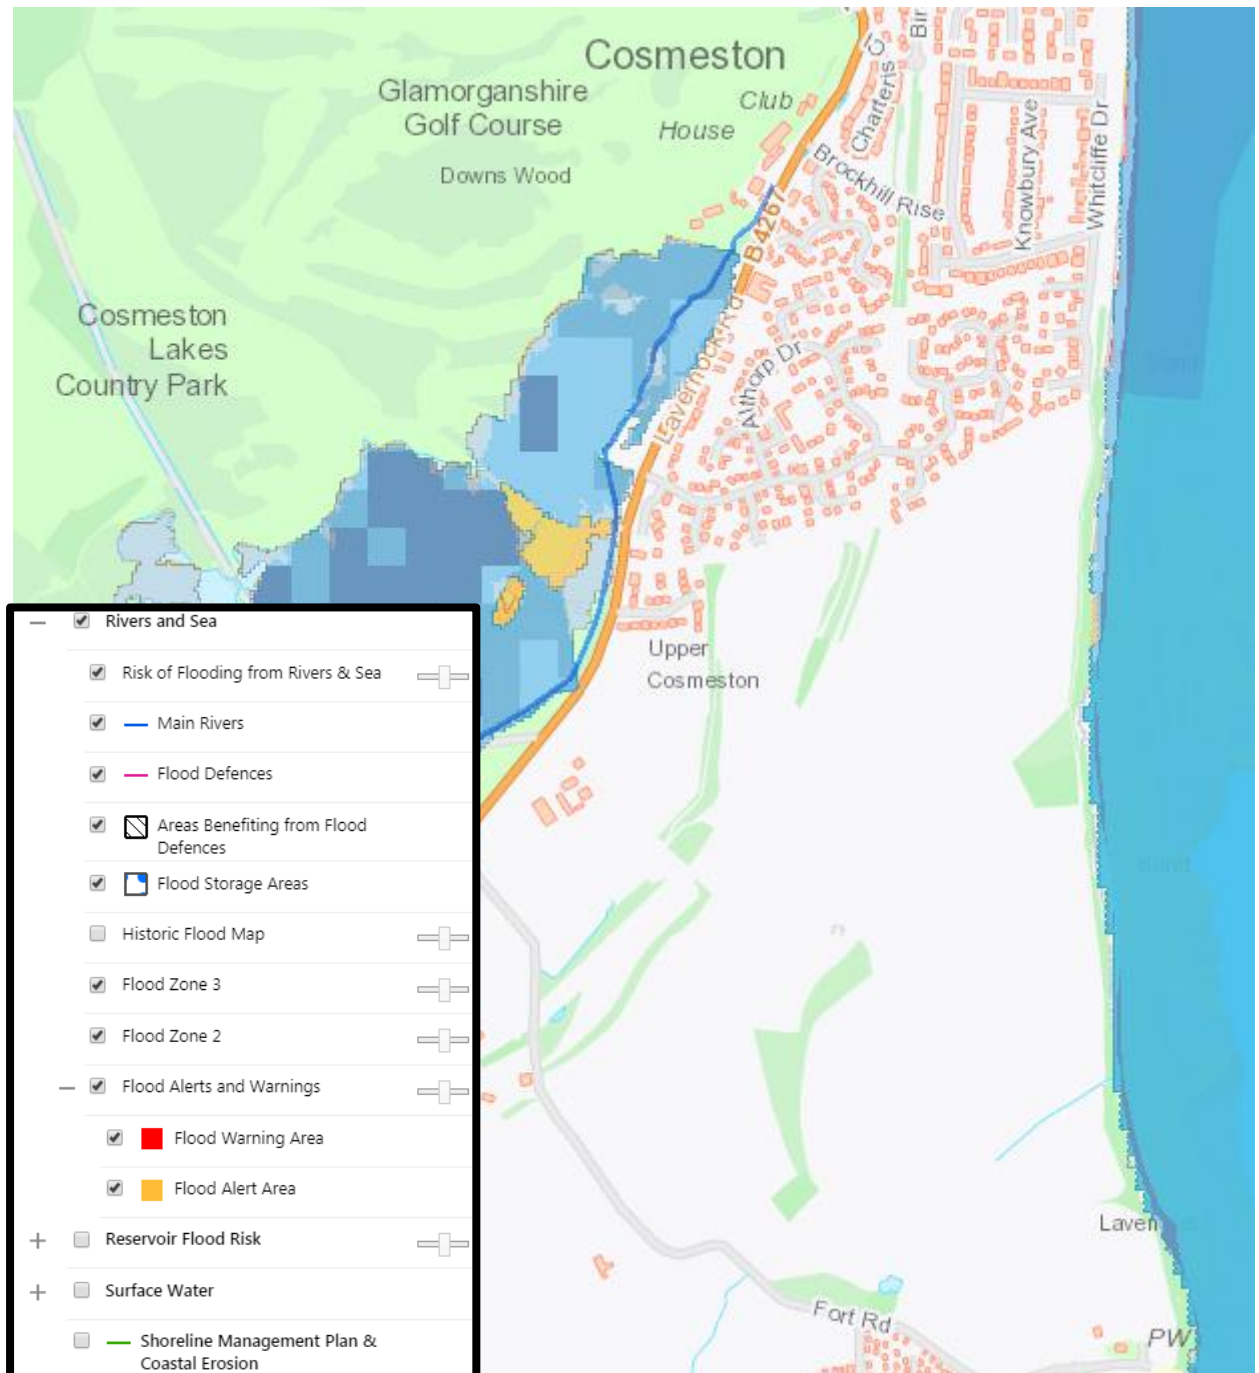 Cosmeston
Glamorganshire
Golf Course
Club
House
Downs Wood
Charteris
Brockhill Rise
Knowbury Ave
Whitcliffe Dr
B4267
Cosmeston
Lakes
Country Park
Lavernock Rd
Althorp Dr
Upper
Cosmeston
Sand
Fort Rd
PW
Rivers and Sea
Risk of Flooding from Rivers & Sea
Main Rivers
Flood Defences
Areas Benefiting from Flood
Defences
Flood Storage Areas
Historic Flood Map
Flood Zone 3
Flood Zone 2
Flood Alerts and Warnings
Flood Warning Area
Flood Alert Area
Reservoir Flood Risk
Surface Water
Shoreline Management Plan &
Coastal Erosion